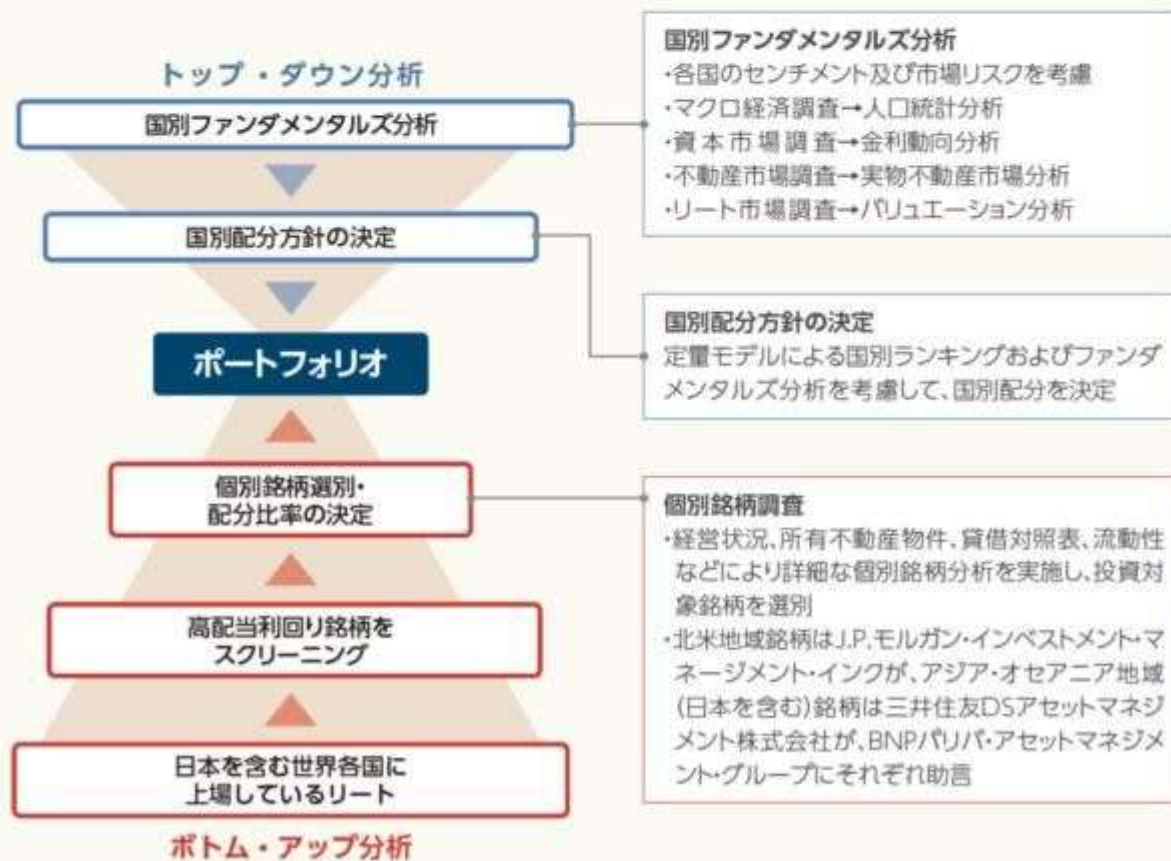 トップ・ダウン分析
国別ファンダメンタルズ分析
国別配分方針の決定
ポートフォリオ
個別銘柄選別・
配分比率の決定
高配当利回り銘柄を
スクリーニング
日本を含む世界各国に
上場しているリート
ボトム・アップ分析
国別ファンダメンタルズ分析
・各国のセンチメント及び市場リスクを考慮
・マクロ経済調査→人口統計分析
・資本市場調査→金利動向分析
・不動産市場調査→実物不動産市場分析
・リート市場調査→バリュエーション分析
国別配分方針の決定
定量モデルによる国別ランキングおよびファンダ
メンタルズ分析を考慮して、国別配分を決定
個別銘柄調査
・経営状況、所有不動産物件、貸借対照表、流動性
などにより詳細な個別銘柄分析を実施し、投資対
象銘柄を選別
・北米地域銘柄はJ.P.モルガン・インベストメント・マ
ネージメント・インクが、アジア・オセアニア地域
(日本を含む)銘柄は三井住友DSアセットマネジ
メント株式会社が、BNPパリバ・アセットマネジメ
ント・グループにそれぞれ助言